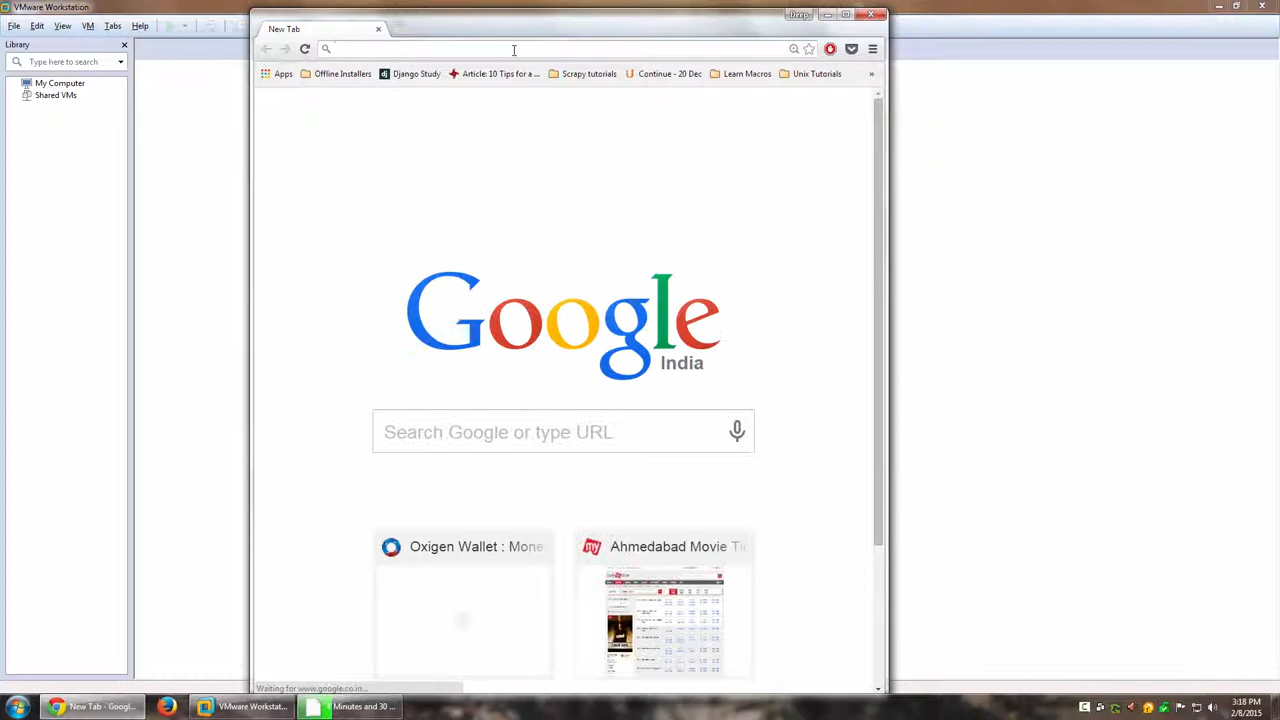 VMware Workstation
File Edit View VM Tabs Help
Library
Type here to search
My Computer
Shared VMs
Deep
New Tab
Apps Offline Installers Django Study Article: 10 Tips for a ... Scrapy tutorials Continue - 20 Dec Learn Macros Unix Tutorials »
Google
India
Search Google or type URL
Oxigen Wallet : Mone
Ahmedabad Movie Ti
Waiting for www.google.co.in...
New Tab - Googl...
VMware Workstat...
Minutes and 30 ...
3:18 PM
2/8/2015